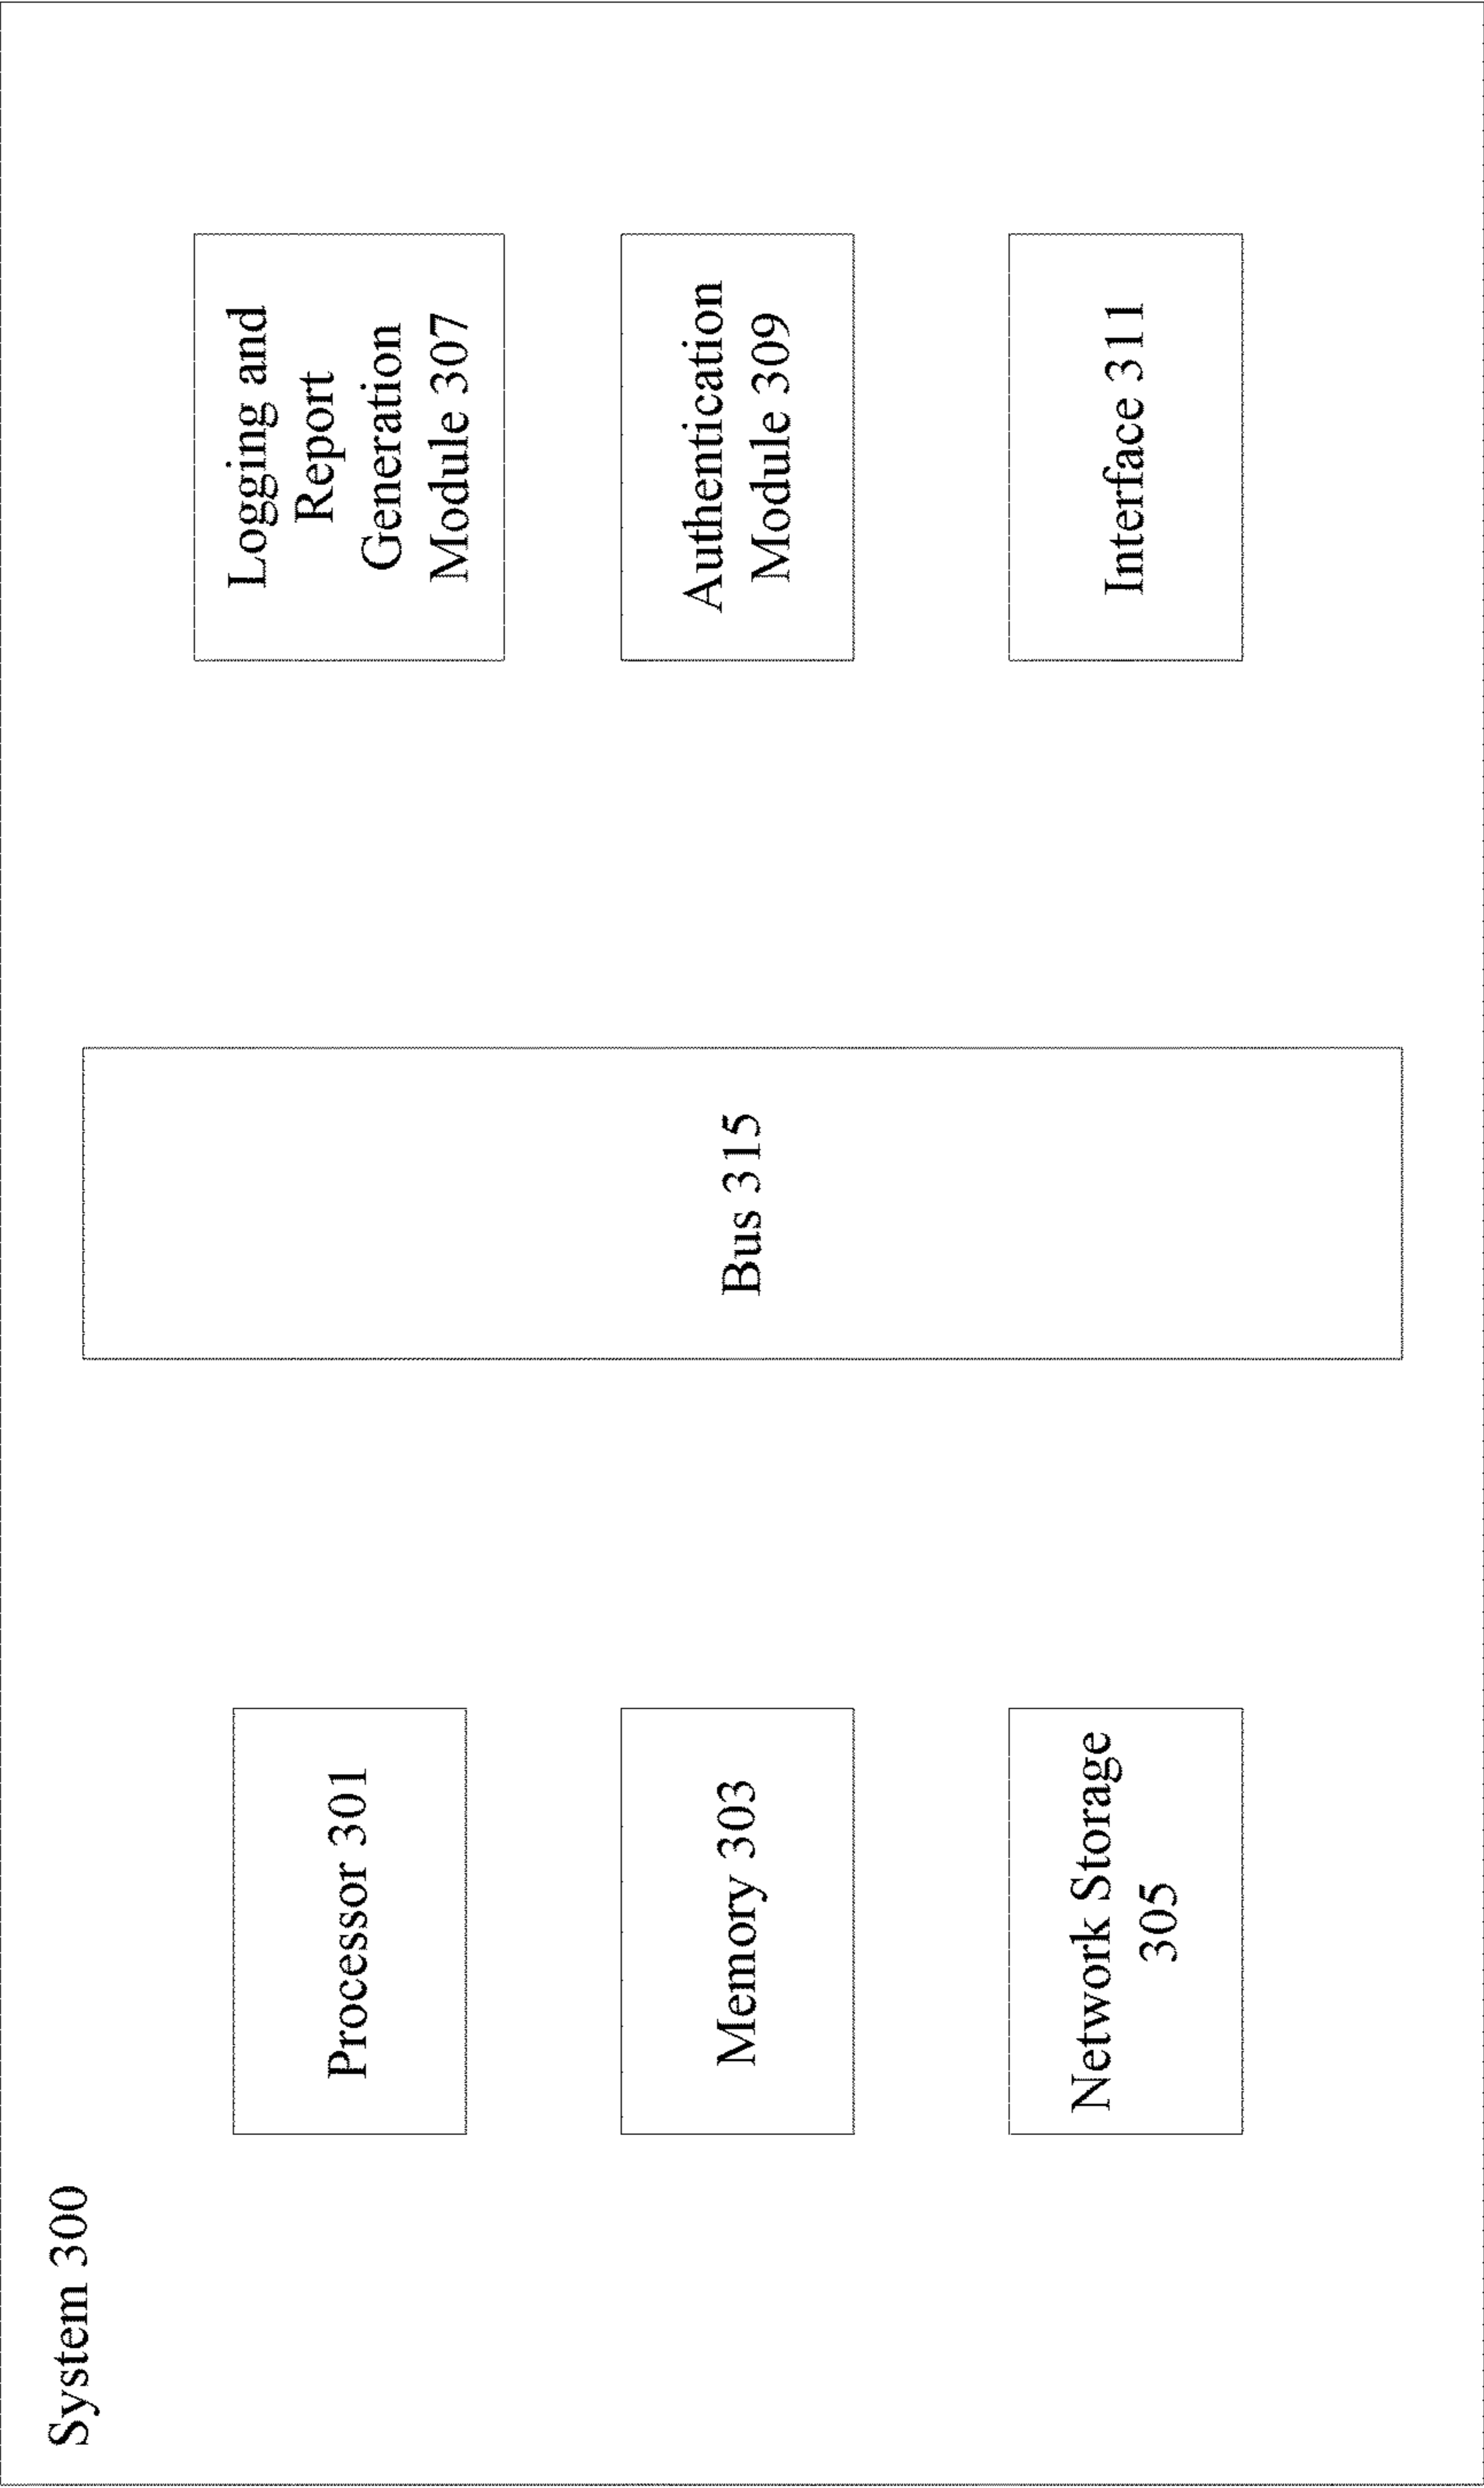 System 300
Processor 301
Memory 303
Network Storage
305
Bus 315
Logging and
Report
Generation
Module 307
Authentication
Module 309
Interface 311